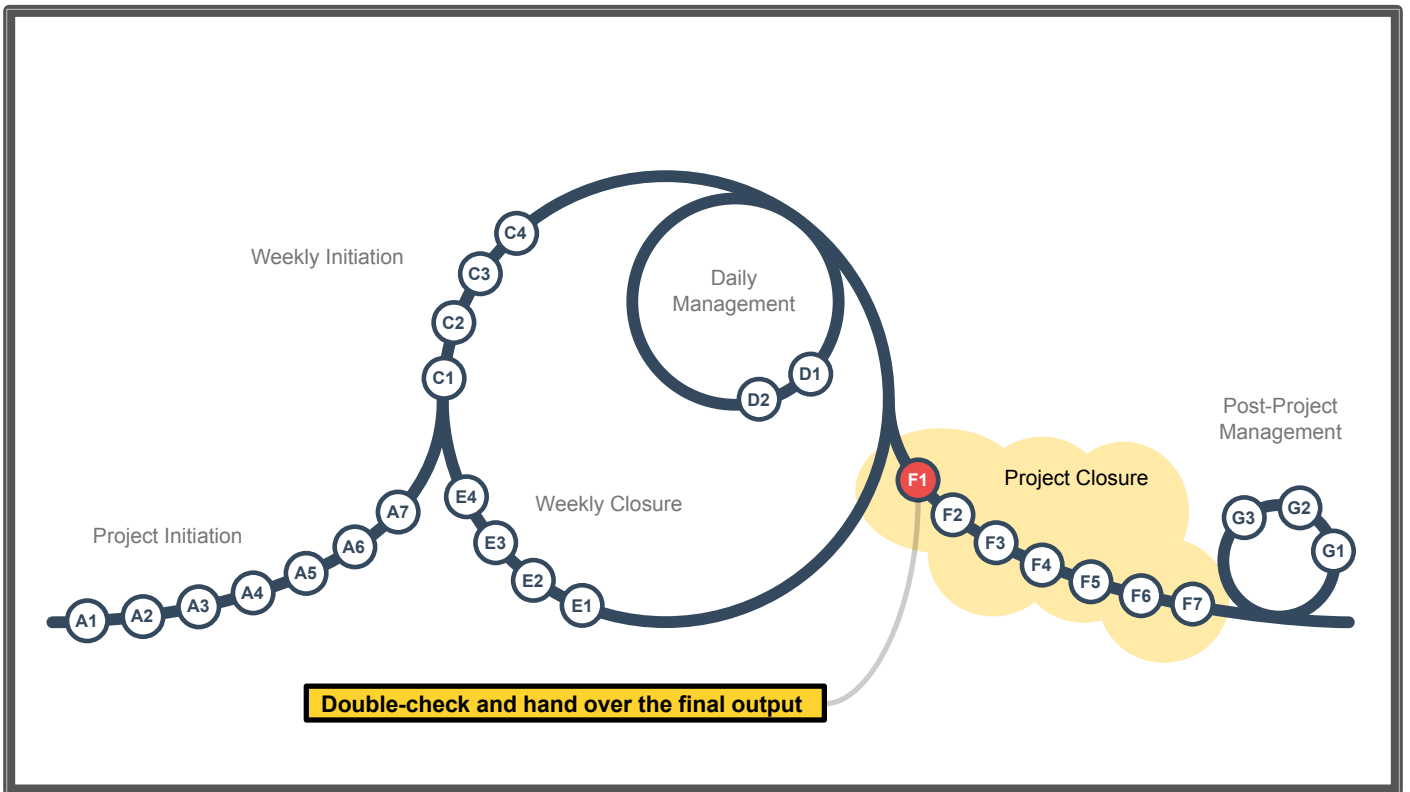 Project Initiation
A1
A2
A3
A4
A5
A6
A7
Weekly Initiation
C1
C2
C3
C4
Daily
Management
D1
D2
Weekly Closure
E1
E2
E3
E4
Project Closure
F1
F2
F3
F4
F5
F6
F7
Post-Project
Management
G1
G2
G3
Double-check and hand over the final output